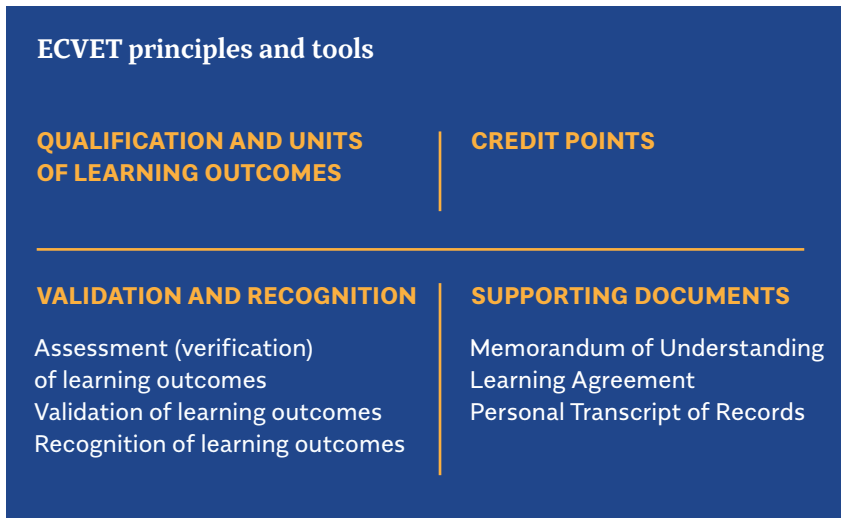 ECVET principles and tools
QUALIFICATION AND UNITS
OF LEARNING OUTCOMES
CREDIT POINTS
VALIDATION AND RECOGNITION
Assessment (verification)
of learning outcomes
Validation of learning outcomes
Recognition of learning outcomes
SUPPORTING DOCUMENTS
Memorandum of Understanding
Learning Agreement
Personal Transcript of Records